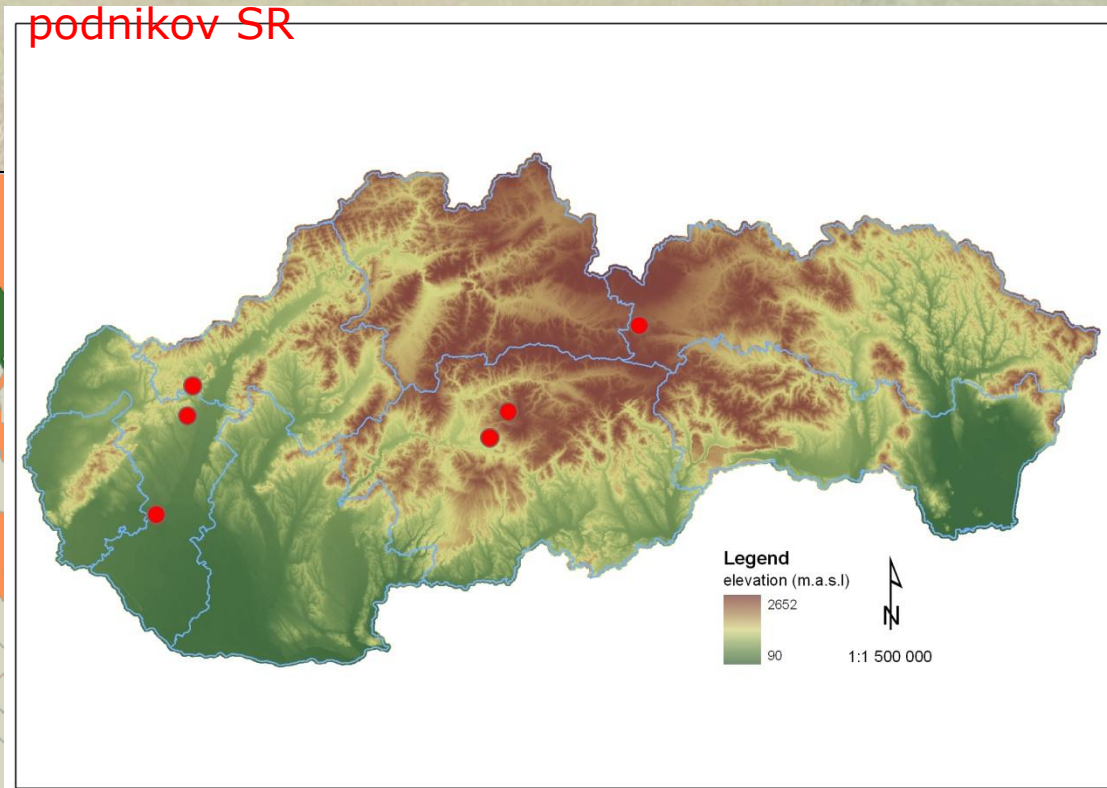 podnikov SR
Legend
elevation (m.a.s.l)
2652
90
N
1:1 500 000